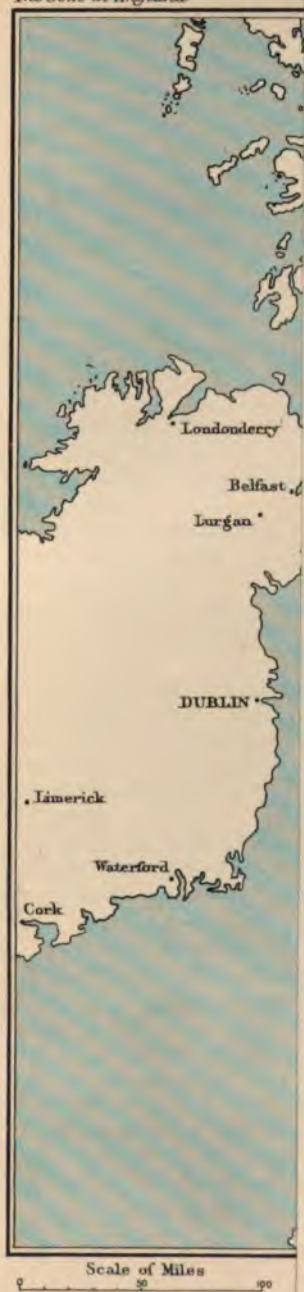 Londonderry
Belfast
Lurgan
DUBLIN
Limerick
Waterford
Cork
Scale of Miles
0 50 100